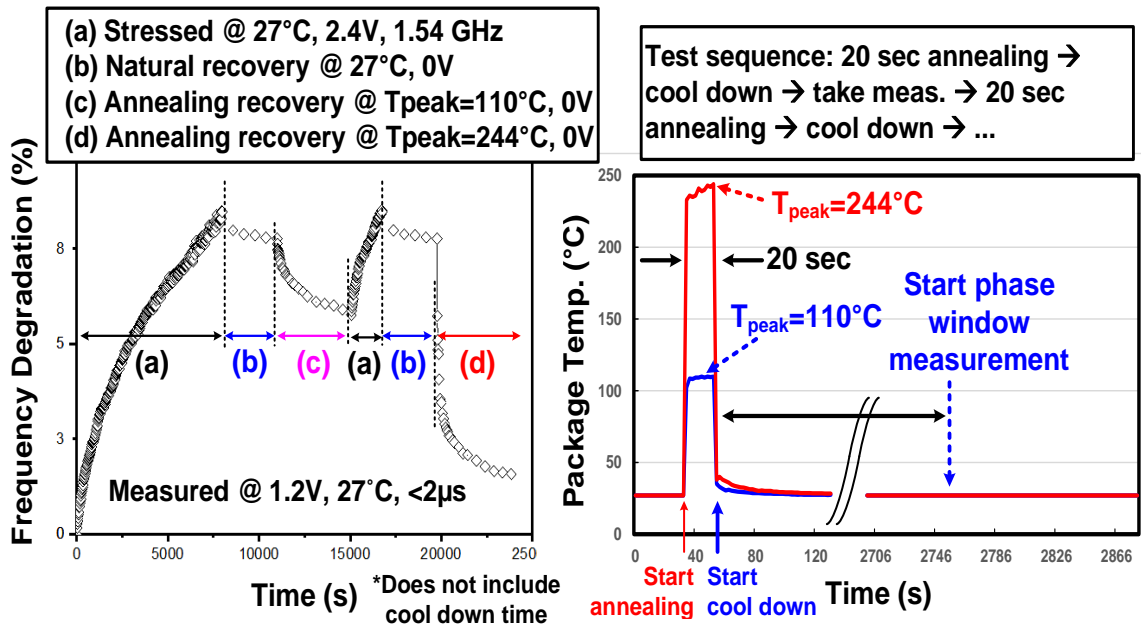 (a) Stressed @ 27°C, 2.4V, 1.54 GHz
(b) Natural recovery @ 27°C, 0V
(c) Annealing recovery @ Tpeak=110°C, 0V
(d) Annealing recovery @ Tpeak=244°C, 0V
Frequency Degradation (%)
8
5
3
0
(a)
(b)
(c)
(a)
(b)
(d)
Measured @ 1.2V, 27˚C, <2µs
0
5000
10000
15000
20000
250
Time (s)
*Does not include
cool down time
Test sequence: 20 sec annealing →
cool down → take meas. → 20 sec
annealing → cool down → ...
Package Temp. (°C)
250
200
150
100
50
0
Tpeak=244°C
20 sec
Tpeak=110°C
Start phase
window
measurement
0
40
80
120
2706
2746
2786
2826
2866
Start
annealing
Start
cool down
Time (s)